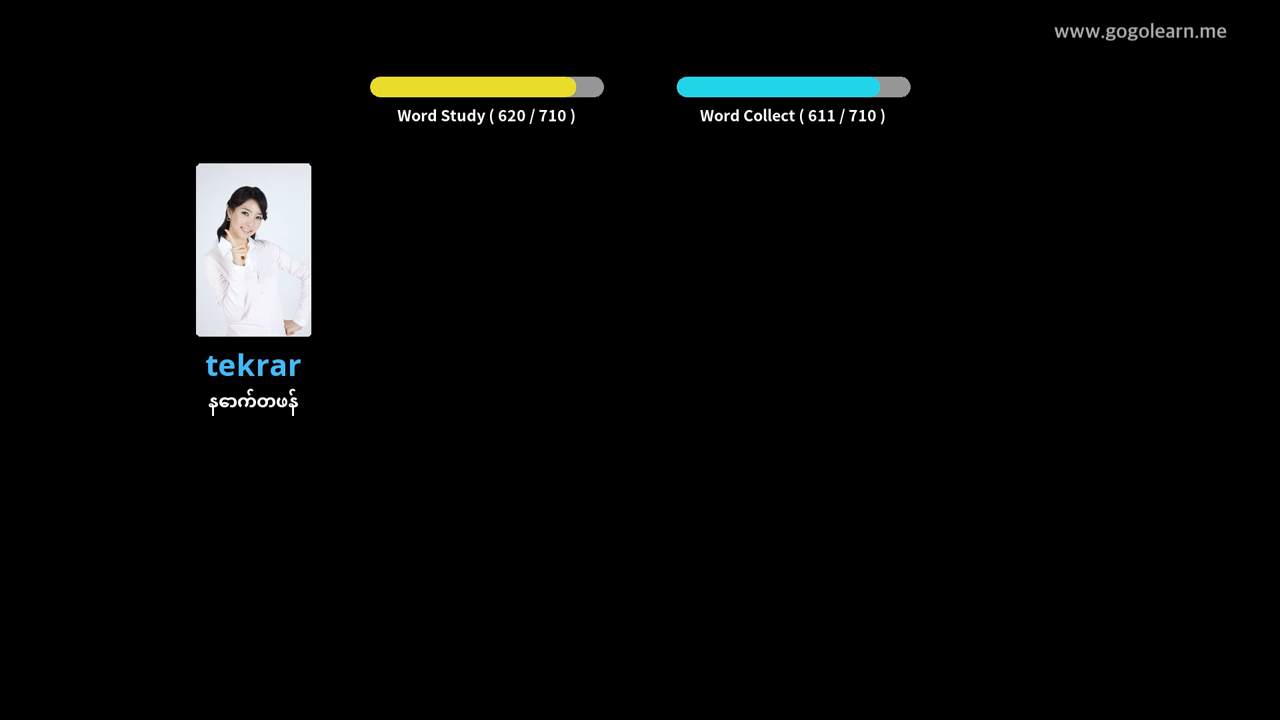 www.gogolearn.me
Word Study ( 620 / 710 )
Word Collect ( 611 / 710 )
tekrar
နောက်တဖန်